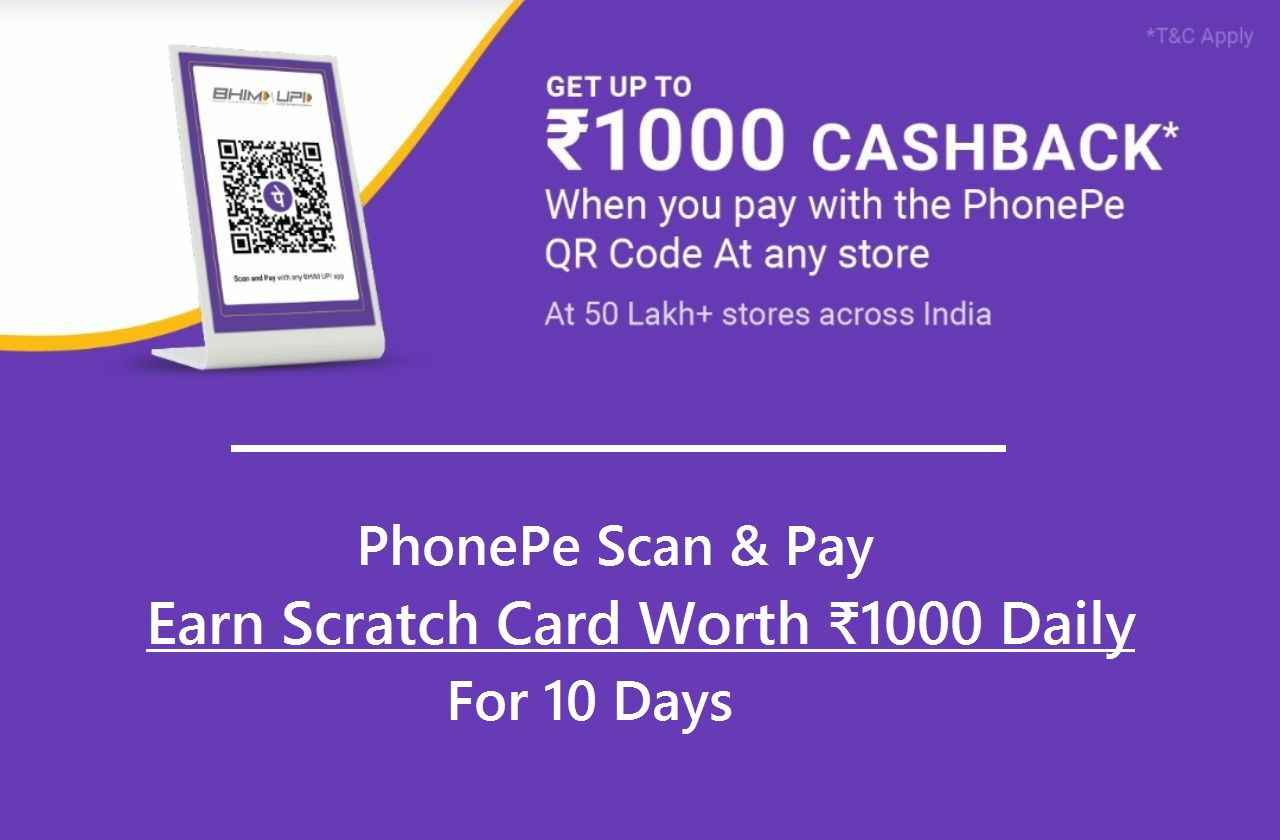 *T&C Apply
BHIM UPI
पे
Scan and Pay with any BHIM UPI app
GET UP TO
₹1000 CASHBACK*
When you pay with the PhonePe
QR Code At any store
At 50 Lakh+ stores across India
PhonePe Scan & Pay
Earn Scratch Card Worth ₹1000 Daily
For 10 Days